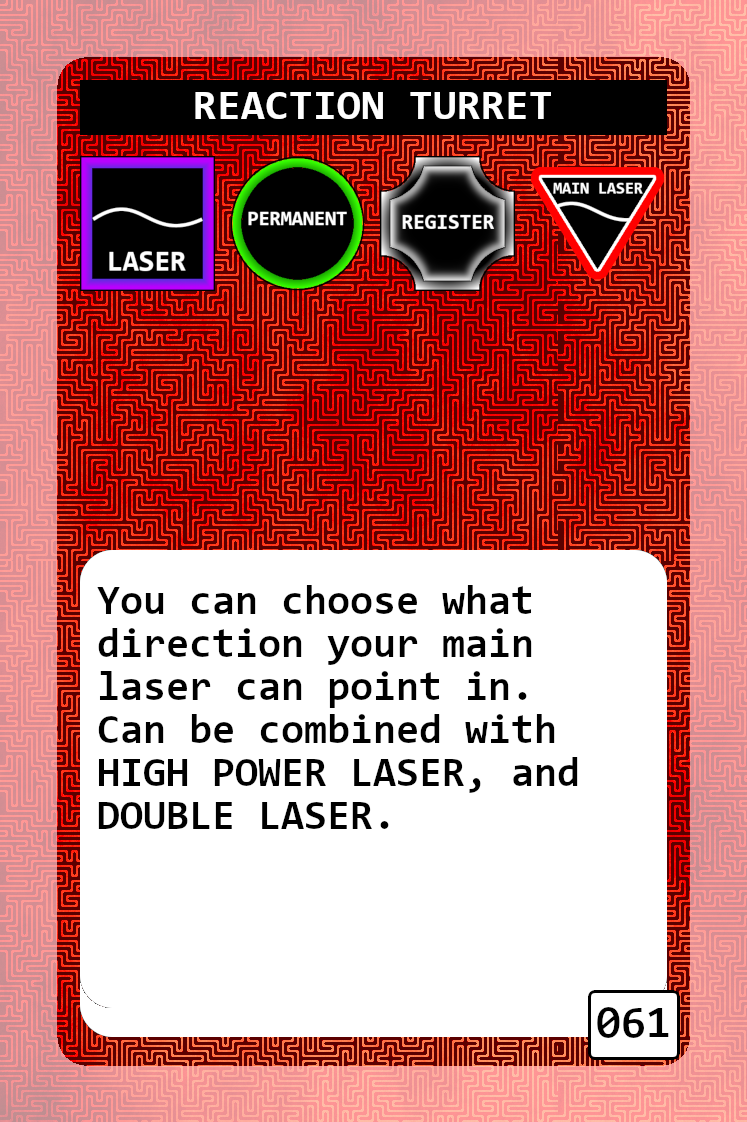 REACTION TURRET
LASER
PERMANENT
REGISTER
MAIN LASER
You can choose what
direction your main
laser can point in.
Can be combined with
HIGH POWER LASER, and
DOUBLE LASER.
061